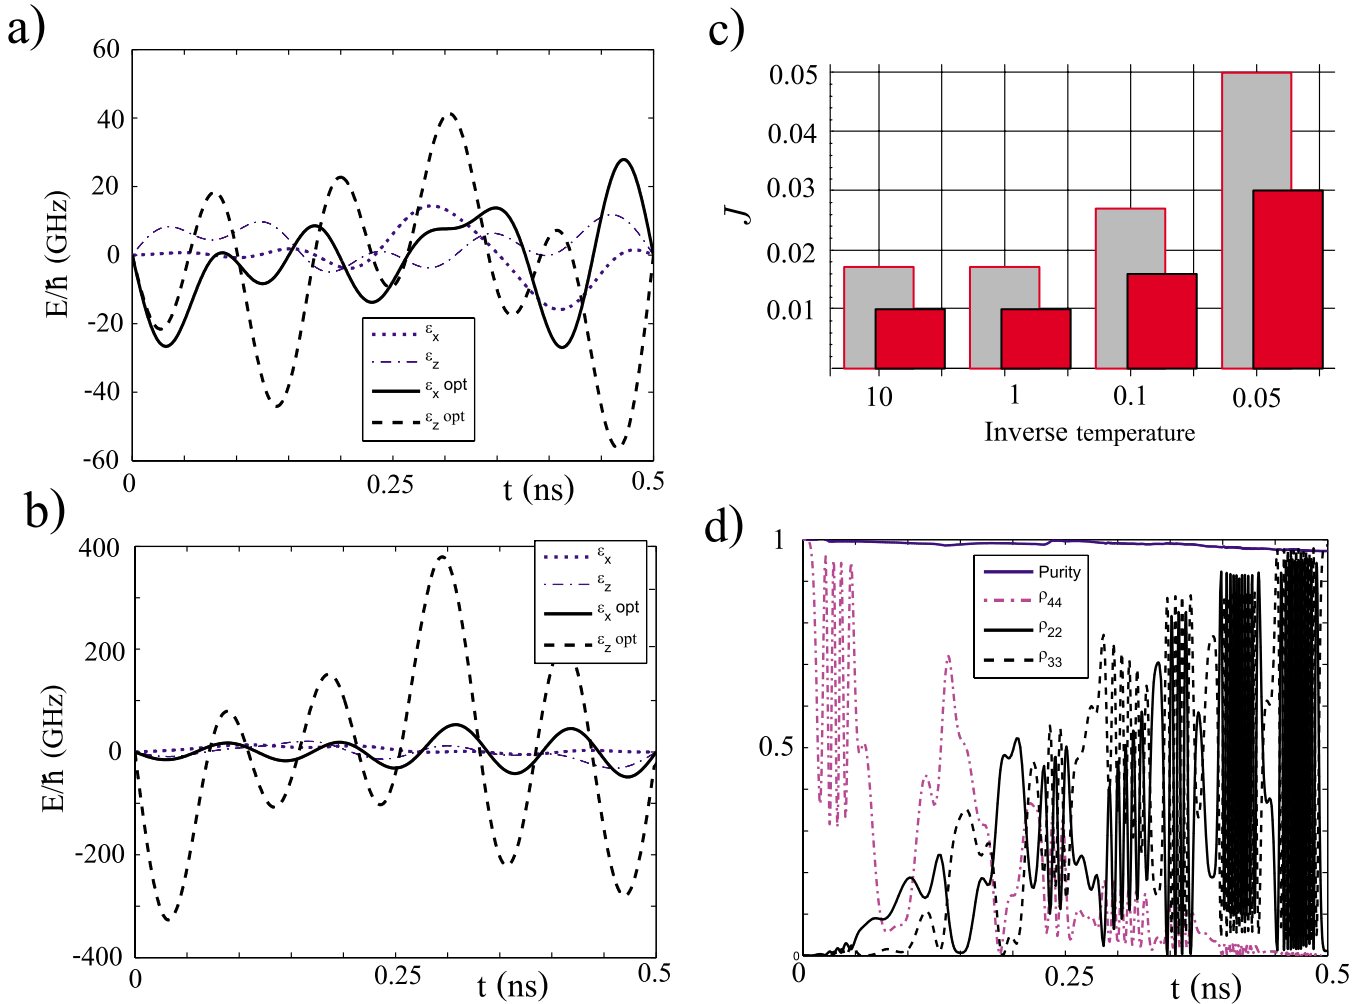 a)
60
40
20
0
-20
-40
-60
E/ħ (GHz)
εx
εz
εx opt
εz opt
0
0.25
0.5
t (ns)
b)
400
200
0
-200
-400
E/ħ (GHz)
εx
εz
εx opt
εz opt
0
0.25
0.5
t (ns)
c)
0.05
0.04
0.03
0.02
0.01
J
10
1
0.1
0.05
Inverse temperature
d)
1
0.5
0
Purity
ρ44
ρ22
ρ33
0
0.25
0.5
t (ns)